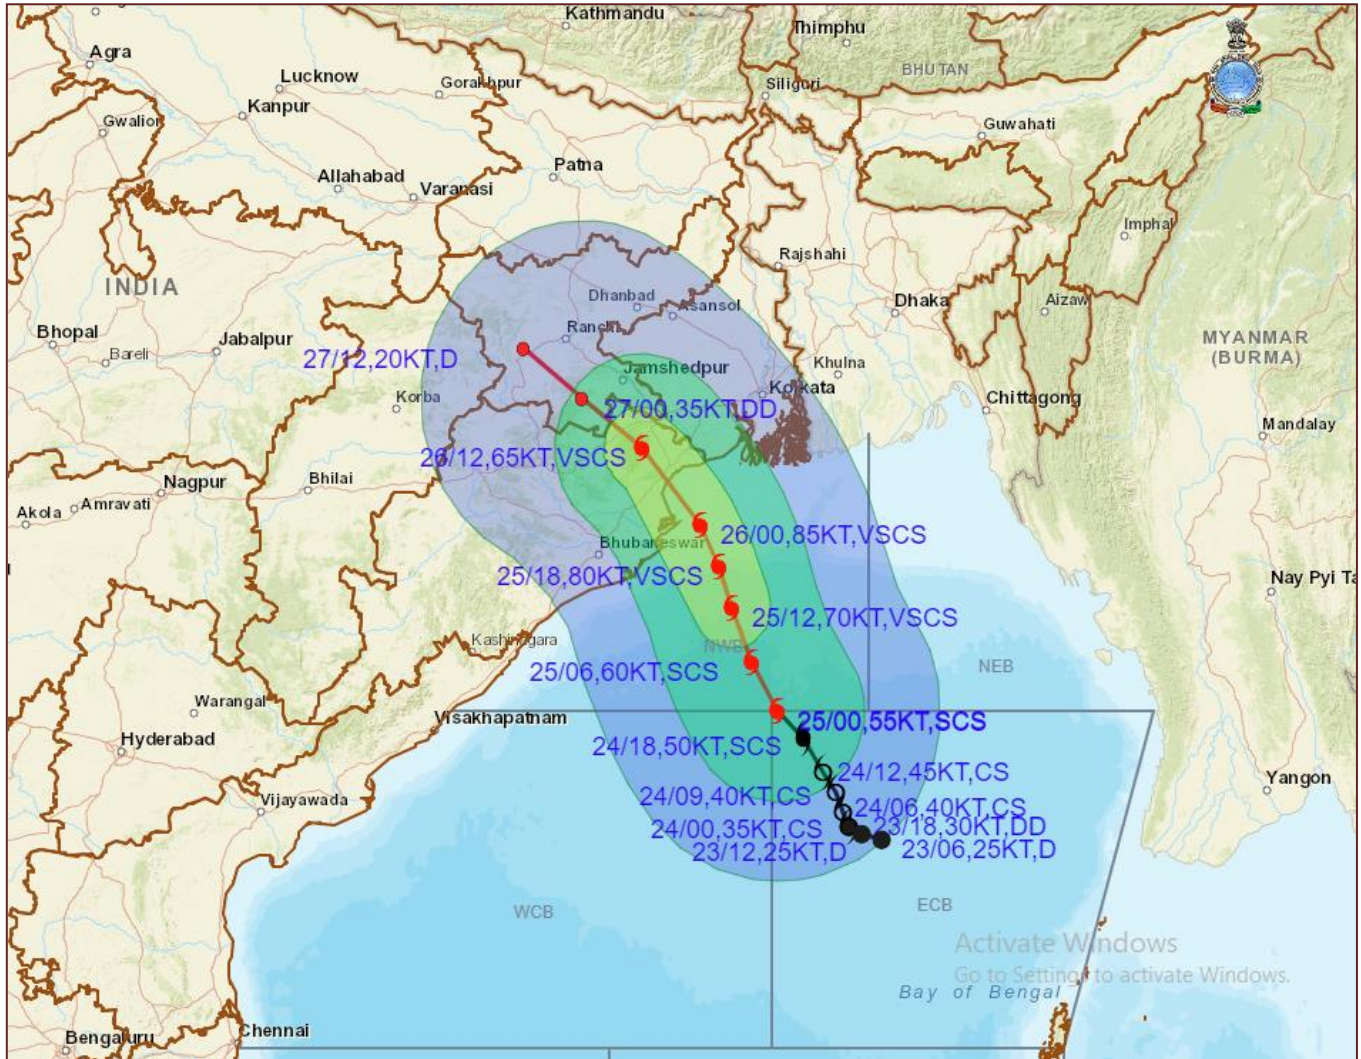 Kathmandu
Thimphu
Agra
Lucknow
Gorakhpur
Siliguri
BHUTAN
Kanpur
Gwalior
Guwahati
Patna
Allahabad
Varanasi
Imphal
Rajshahi
INDIA
Dhanbad
Asansol
Dhaka
Aizaw
Bhopal
Jabalpur
Ranchi
MYANMAR
(BURMA)
Bareli
27/12,20KT,D
Jamshedpur
Khulna
Kolkata
Korba
27/00,35KT,DD
Chittagong
Mandalay
26/12,65KT,VSCS
Bhilai
Nagpur
Amravati
Akola
26/00,85KT,VSCS
Bhubaneswar
25/18,80KT,VSCS
Nay Pyi Ta
25/12,70KT,VSCS
Kashinagara
NWB
25/06,60KT,SCS
NEB
Warangal
Visakhapatnam
25/00,55KT,SCS
24/18,50KT,SCS
Hyderabad
24/12,45KT,CS
Yangon
24/09,40KT,CS
Vijayawada
24/06,40KT,CS
24/00,35KT,CS
23/18,30KT,DD
23/12,25KT,D
23/06,25KT,D
WCB
ECB
Activate Windows
Go to Settings to activate Windows.
Bay of Bengal
Chennai
Bengaluru